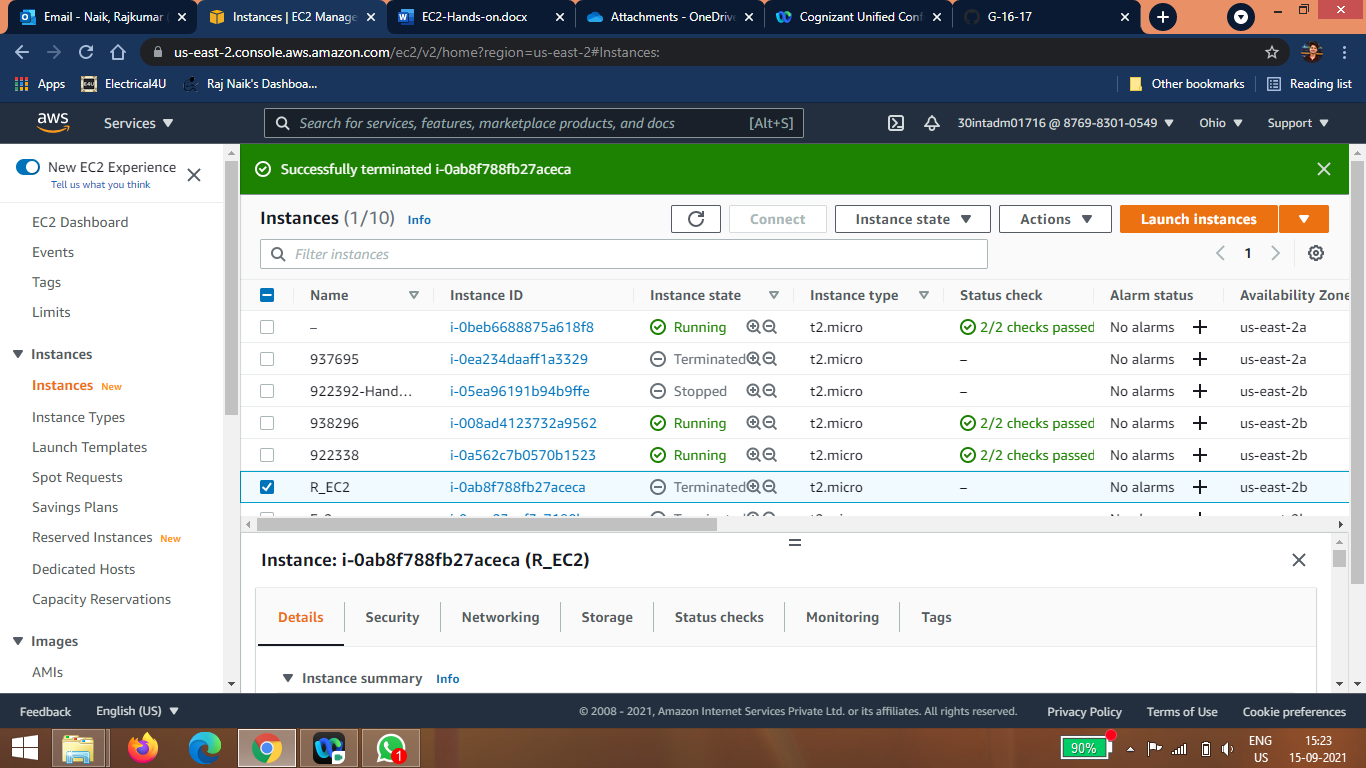 Email - Naik, Rajkumar (
Instances | EC2 Manage
EC2-Hands-on.docx
Attachments - OneDrive
Cognizant Unified Conf
G-16-17
us-east-2.console.aws.amazon.com/ec2/v2/home?region=us-east-2#Instances:
Apps
Electrical4U
Raj Naik's Dashboa...
Other bookmarks
Reading list
aws
Services
Search for services, features, marketplace products, and docs
[Alt+S]
30intadm01716 @ 8769-8301-0549
Ohio
Support
New EC2 Experience
Tell us what you think
EC2 Dashboard
Events
Tags
Limits
Instances
Instances New
Instance Types
Launch Templates
Spot Requests
Savings Plans
Reserved Instances New
Dedicated Hosts
Capacity Reservations
Images
AMIs
Successfully terminated i-0ab8f788fb27aceca
Instances (1/10) Info
Connect
Instance state
Actions
Launch instances
Filter instances
1
Name Instance ID Instance state Instance type Status check Alarm status Availability Zone
– i-0beb6688875a618f8 Running t2.micro 2/2 checks passed No alarms + us-east-2a
937695 i-0ea234daaff1a3329 Terminated t2.micro – No alarms + us-east-2a
922392-Hand... i-05ea96191b94b9ffe Stopped t2.micro – No alarms + us-east-2b
938296 i-008ad4123732a9562 Running t2.micro 2/2 checks passed No alarms + us-east-2b
922338 i-0a562c7b0570b1523 Running t2.micro 2/2 checks passed No alarms + us-east-2b
R_EC2 i-0ab8f788fb27aceca Terminated t2.micro – No alarms + us-east-2b
Instance: i-0ab8f788fb27aceca (R_EC2)
Details
Security
Networking
Storage
Status checks
Monitoring
Tags
Instance summary Info
Feedback
English (US)
© 2008 - 2021, Amazon Internet Services Private Ltd. or its affiliates. All rights reserved.
Privacy Policy
Terms of Use
Cookie preferences
1
90%
ENG
US
15:23
15-09-2021